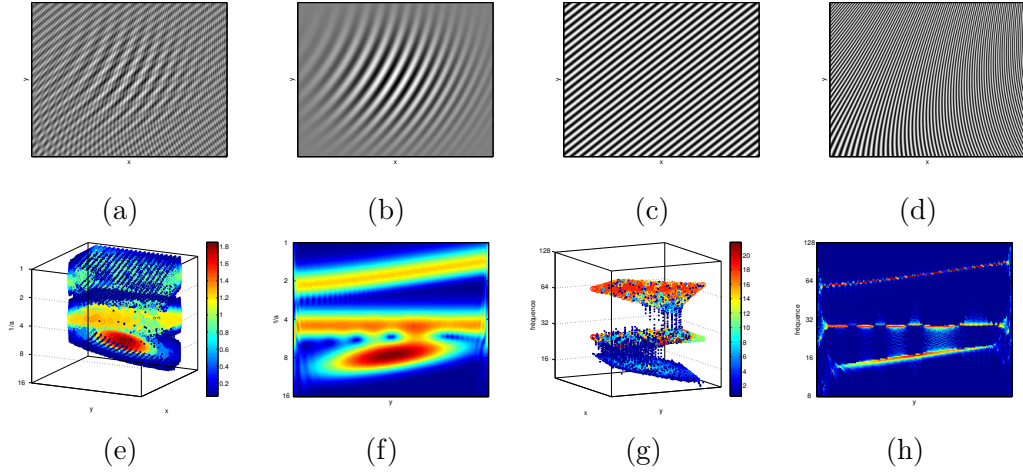 y
x
y
x
y
x
y
x
(a)
(b)
(c)
(d)
1
2
4
8
16
1/a
y
x
1.8
1.6
1.4
1.2
1
0.8
0.6
0.4
0.2
1
2
4
8
16
1/a
y
128
64
32
16
fréquence
x
y
20
18
16
14
12
10
8
6
4
2
128
64
32
16
8
fréquence
y
(e)
(f)
(g)
(h)